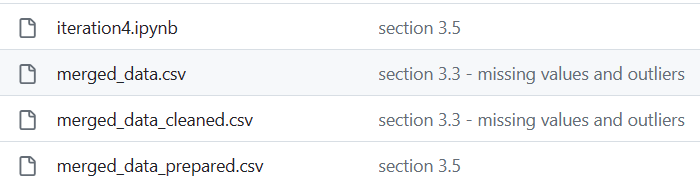 iteration4.ipynb section 3.5
merged_data.csv section 3.3 - missing values and outliers
merged_data_cleaned.csv section 3.3 - missing values and outliers
merged_data_prepared.csv section 3.5